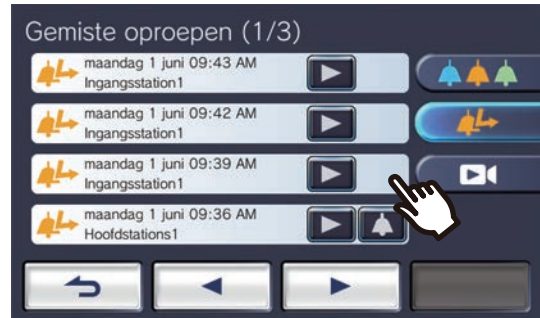 Gemiste oproepen (1/3)
maandag 1 juni 09:43 AM
Ingangsstation1
maandag 1 juni 09:42 AM
Ingangsstation1
maandag 1 juni 09:39 AM
Ingangsstation1
maandag 1 juni 09:36 AM
Hoofdstations1